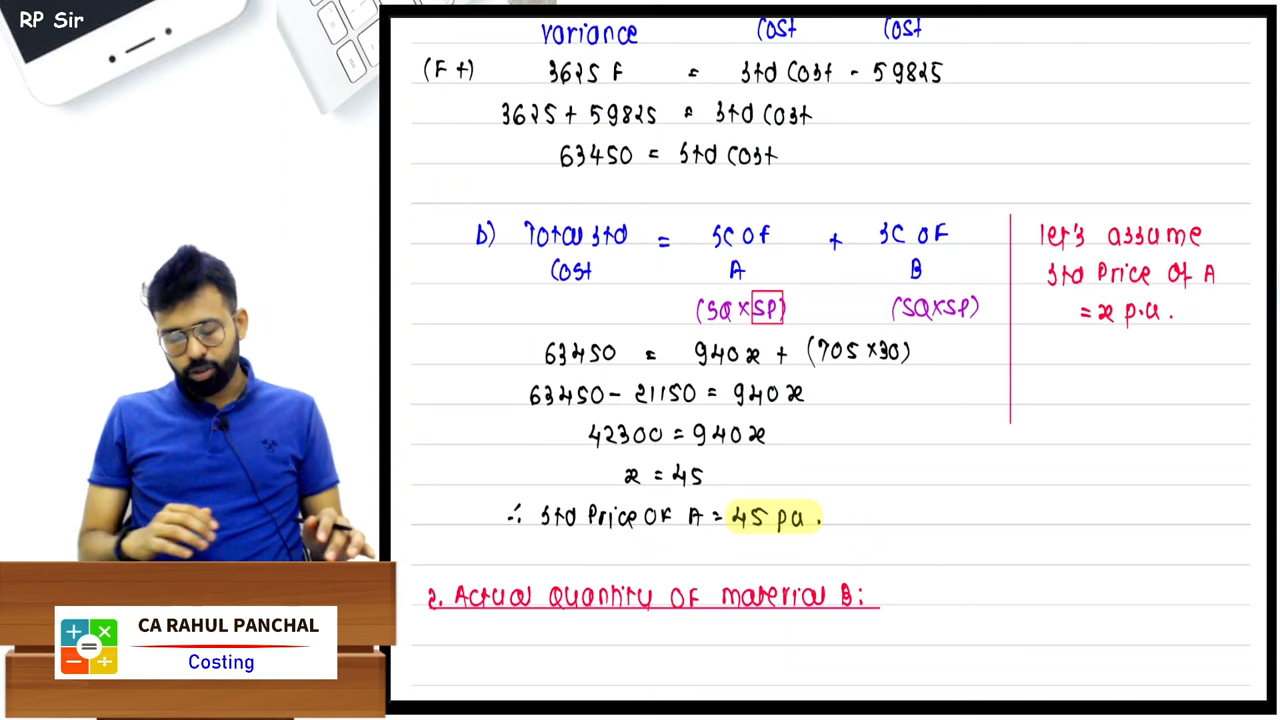 RP Sir
variance cost cost
(F+) 3625 F = std cost - 59825
3625 + 59825 = std cost
63450 = std cost
b) Total std = SC OF + SC OF
cost A B
(SQ×SP) (SQ×SP)
63450 = 940x + (705×30)
63450 - 21150 = 940x
42300 = 940x
x = 45
∴ std Price OF A = 45 pu.
let's assume
std Price Of A
= x p.u.
2. Actual Quantity OF material B:
CA RAHUL PANCHAL
Costing